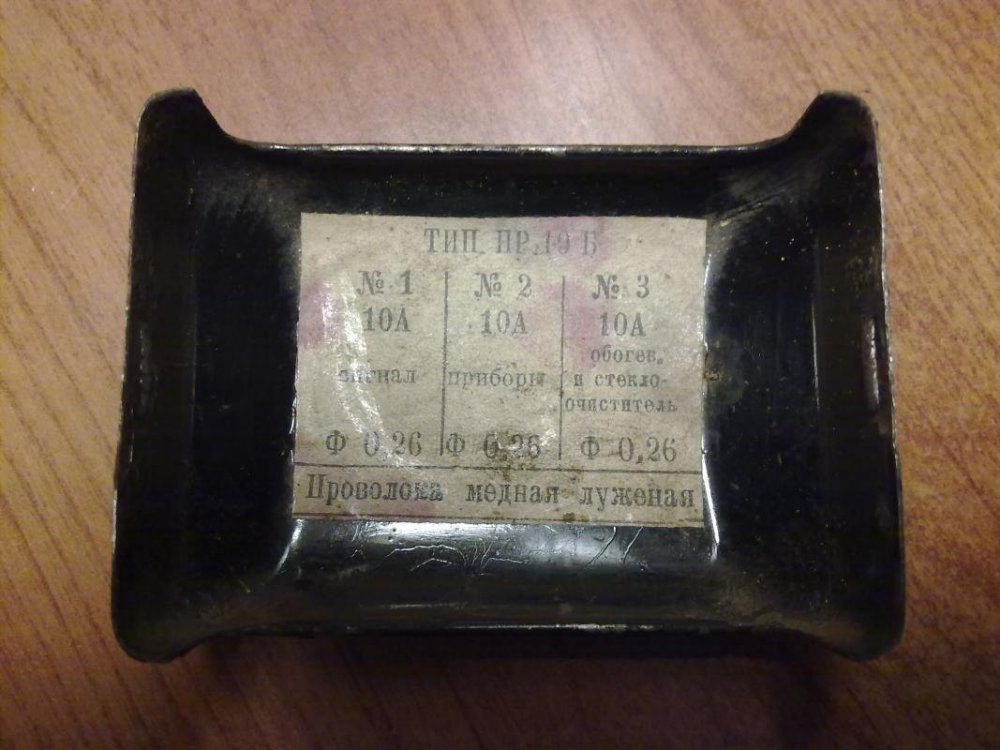 ТИП ПР.10 Б
№ 1 № 2 № 3
10А 10А 10А
обогев.
сигнал приборы и стекло-
очиститель
Ф 0,26 Ф 0,26 Ф 0,26
Проволока медная луженая